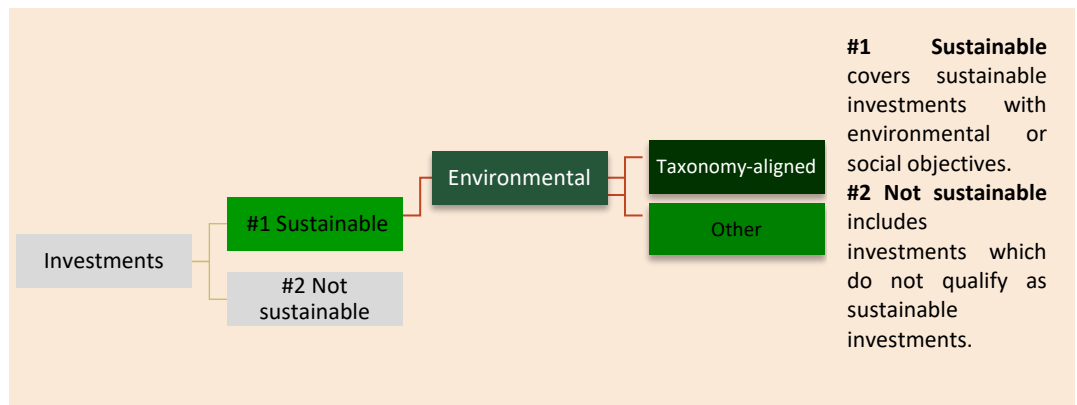 Investments
#1 Sustainable
#2 Not
sustainable
Environmental
Taxonomy-aligned
Other
#1 Sustainable
covers sustainable
investments with
environmental or
social objectives.
#2 Not sustainable
includes
investments which
do not qualify as
sustainable
investments.